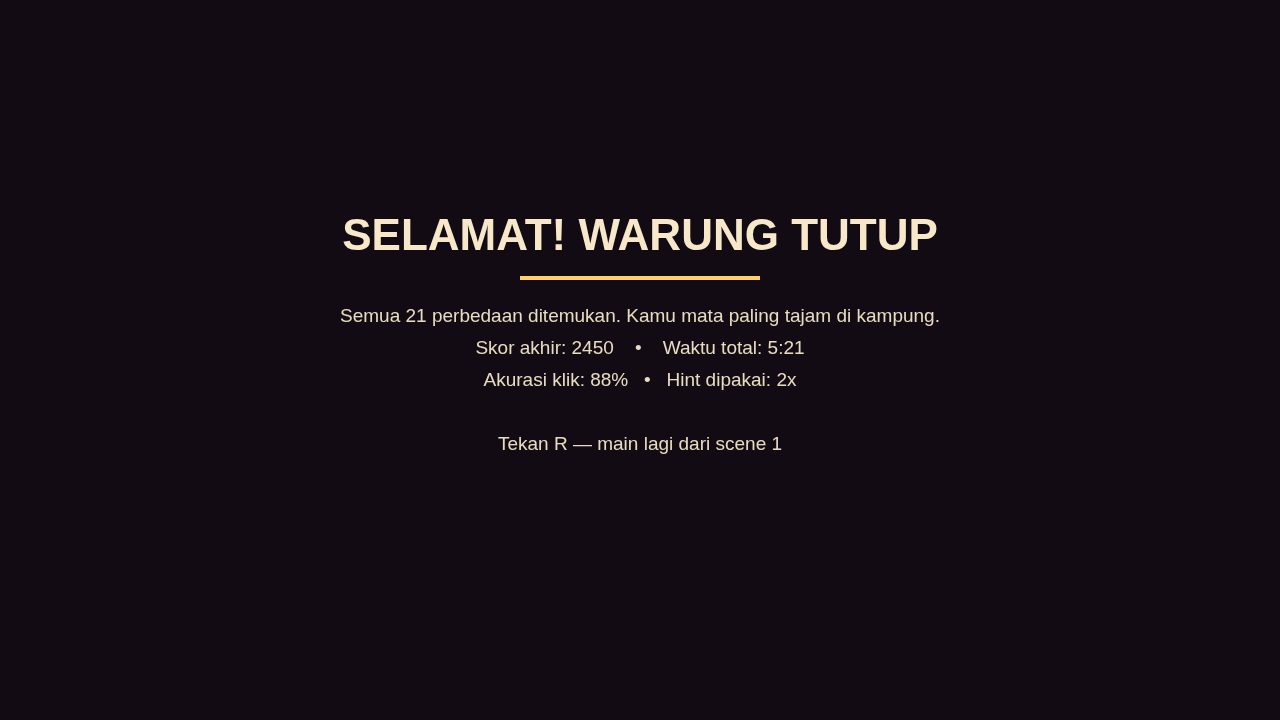 SELAMAT! WARUNG TUTUP
Semua 21 perbedaan ditemukan. Kamu mata paling tajam di kampung.
Skor akhir: 2450 • Waktu total: 5:21
Akurasi klik: 88% • Hint dipakai: 2x
Tekan R — main lagi dari scene 1